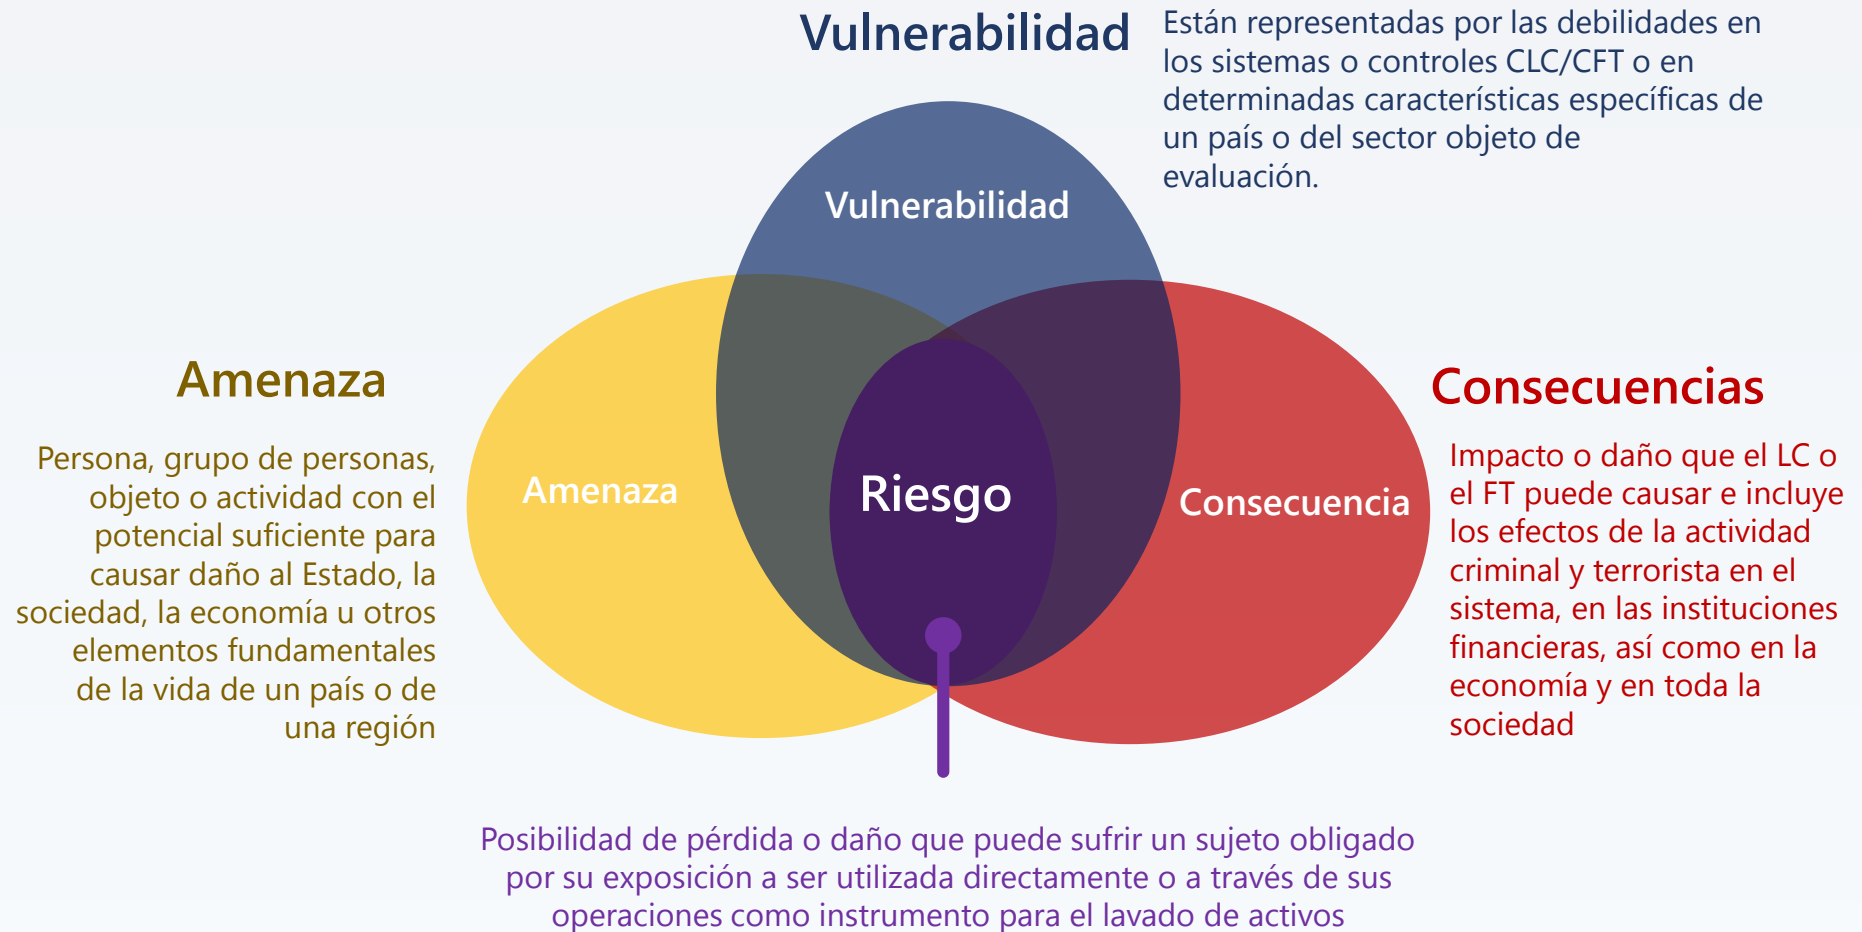 Vulnerabilidad
Están representadas por las debilidades en
los sistemas o controles CLC/CFT o en
determinadas características específicas de
un país o del sector objeto de
evaluación.
Vulnerabilidad
Amenaza
Persona, grupo de personas,
objeto o actividad con el
potencial suficiente para
causar daño al Estado, la
sociedad, la economía u otros
elementos fundamentales
de la vida de un país o de
una región
Amenaza
Riesgo
Consecuencia
Consecuencias
Impacto o daño que el LC o
el FT puede causar e incluye
los efectos de la actividad
criminal y terrorista en el
sistema, en las instituciones
financieras, así como en la
economía y en toda la
sociedad
Posibilidad de pérdida o daño que puede sufrir un sujeto obligado
por su exposición a ser utilizada directamente o a través de sus
operaciones como instrumento para el lavado de activos